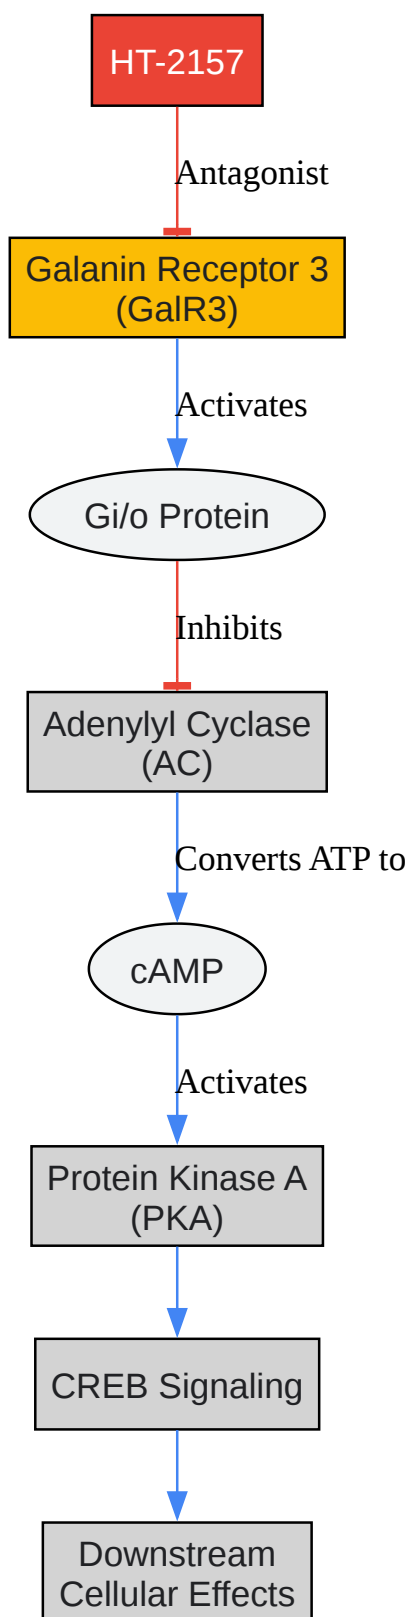 HT-2157
Antagonist
Galanin Receptor 3
(GalR3)
Activates
Gi/o Protein
Inhibits
Adenylyl Cyclase
(AC)
Converts ATP to
cAMP
Activates
Protein Kinase A
(PKA)
CREB Signaling
Downstream
Cellular Effects